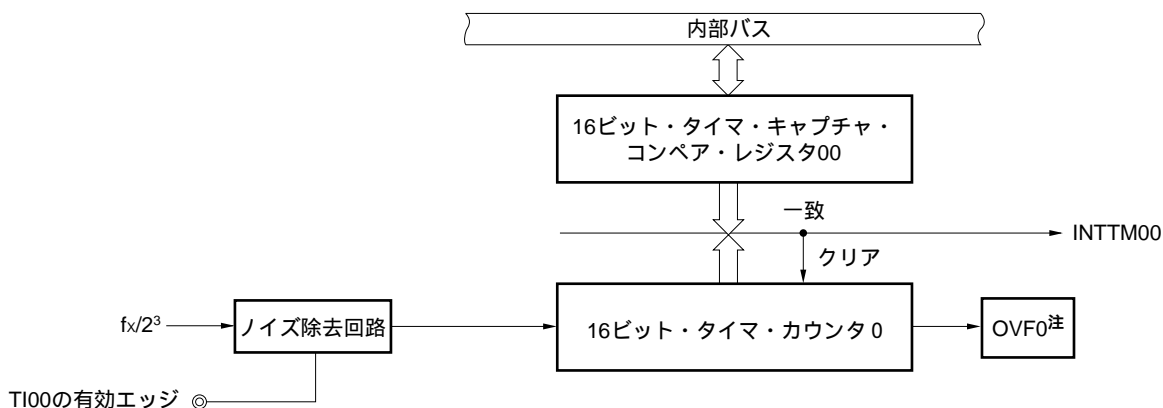 内部バス
16ビット・タイマ・キャプチャ・
コンペア・レジスタ00
一致
INTTM00
クリア
fx/2³
ノイズ除去回路
16ビット・タイマ・カウンタ0
OVF0注
TI00の有効エッジ